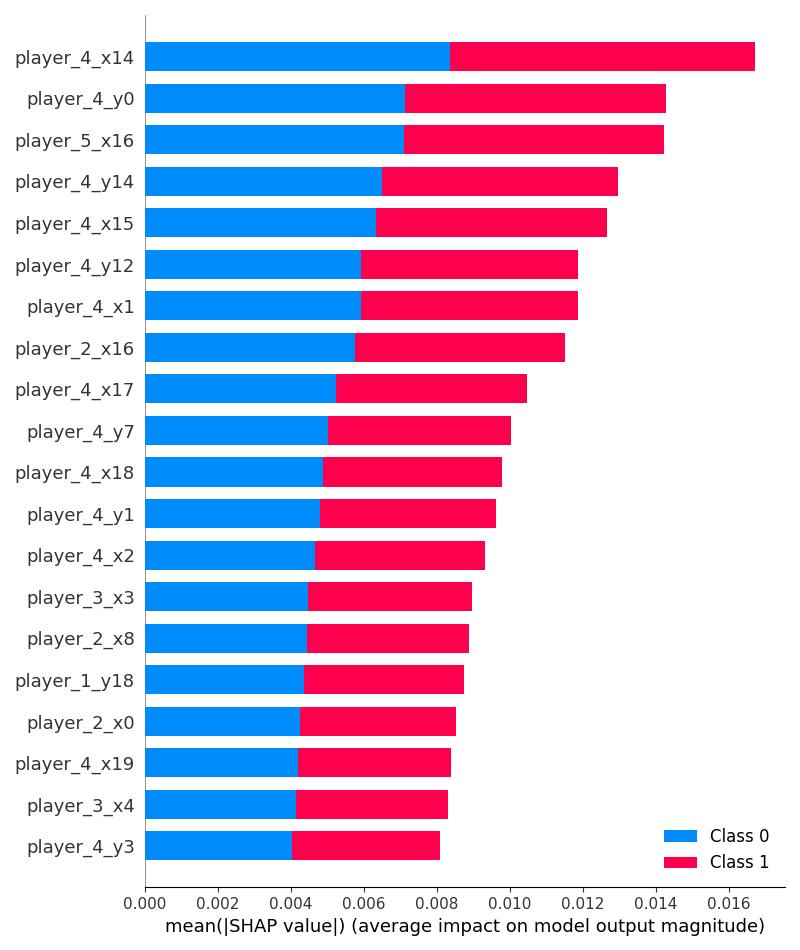 player_4_x14
player_4_y0
player_5_x16
player_4_y14
player_4_x15
player_4_y12
player_4_x1
player_2_x16
player_4_x17
player_4_y7
player_4_x18
player_4_y1
player_4_x2
player_3_x3
player_2_x8
player_1_y18
player_2_x0
player_4_x19
player_3_x4
player_4_y3
Class 0
Class 1
0.000 0.002 0.004 0.006 0.008 0.010 0.012 0.014 0.016
mean(|SHAP value|) (average impact on model output magnitude)